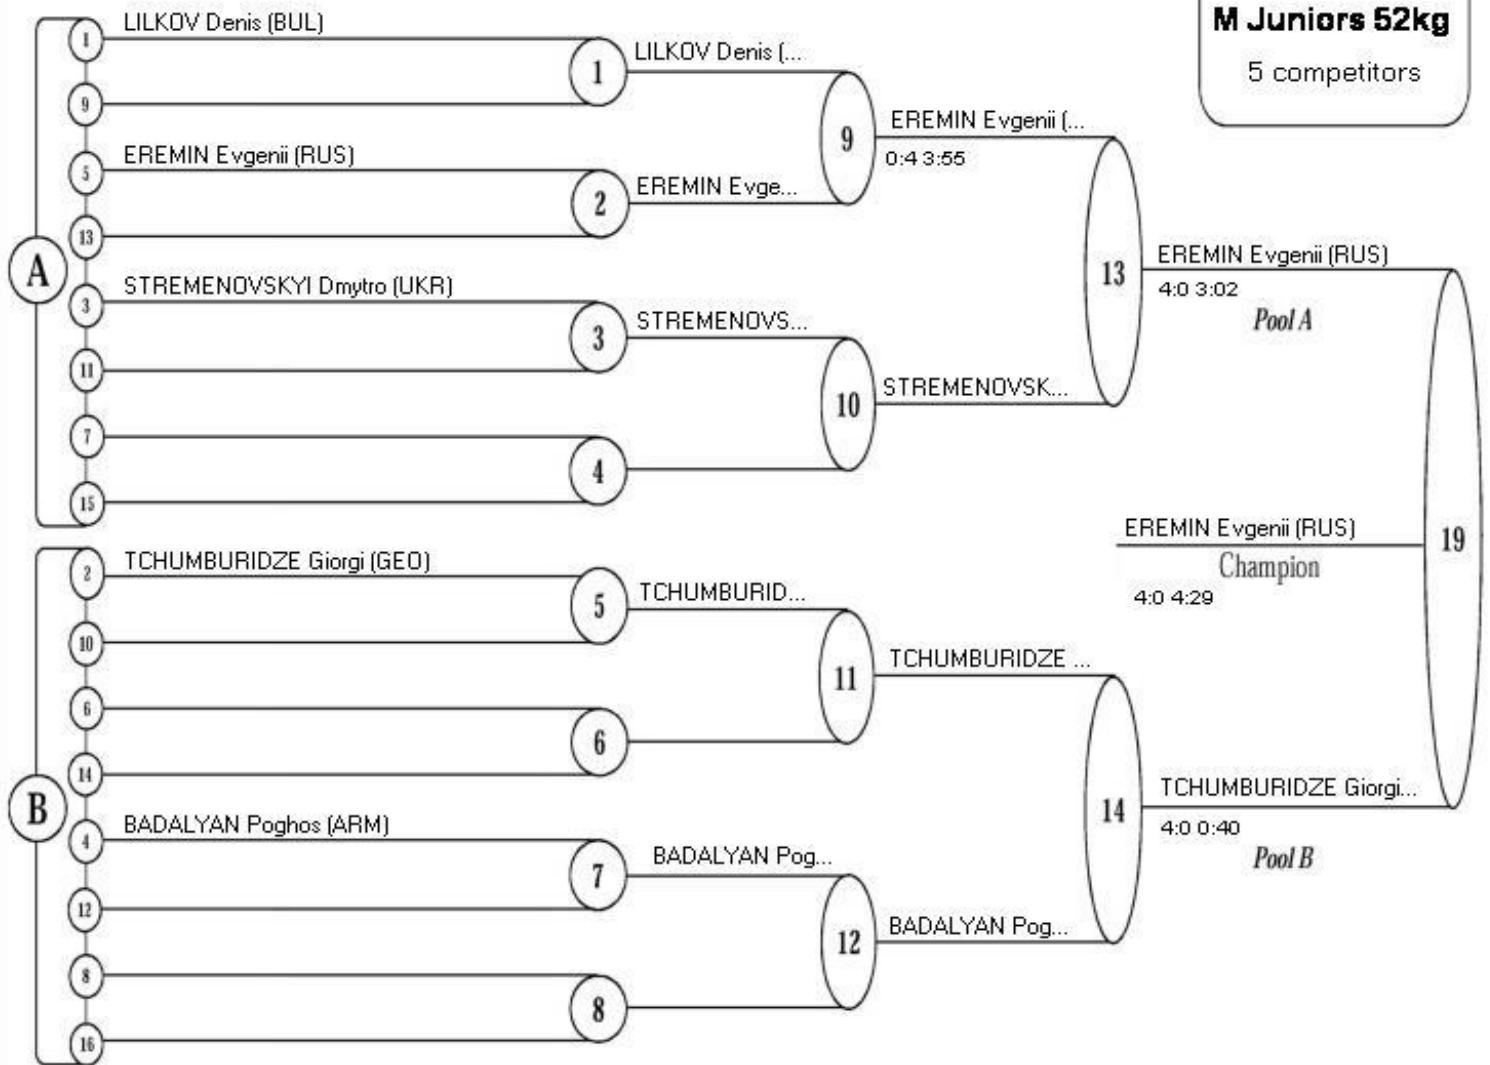 M Juniors 52kg
5 competitors
A
1
LILKOV Denis (BUL)
9
1
LILKOV Denis (...
5
EREMIN Evgenii (RUS)
13
2
EREMIN Evge...
9
EREMIN Evgenii (...
0:4 3:55
3
STREMENOVSKYI Dmytro (UKR)
11
3
STREMENOVS...
7
15
4
10
STREMENOVSK...
13
EREMIN Evgenii (RUS)
4:0 3:02
Pool A
B
2
TCHUMBURIDZE Giorgi (GEO)
10
5
TCHUMBURID...
6
14
6
11
TCHUMBURIDZE ...
4
BADALYAN Poghos (ARM)
12
7
BADALYAN Pog...
8
16
8
12
BADALYAN Pog...
14
TCHUMBURIDZE Giorgi...
4:0 0:40
Pool B
19
EREMIN Evgenii (RUS)
Champion
4:0 4:29